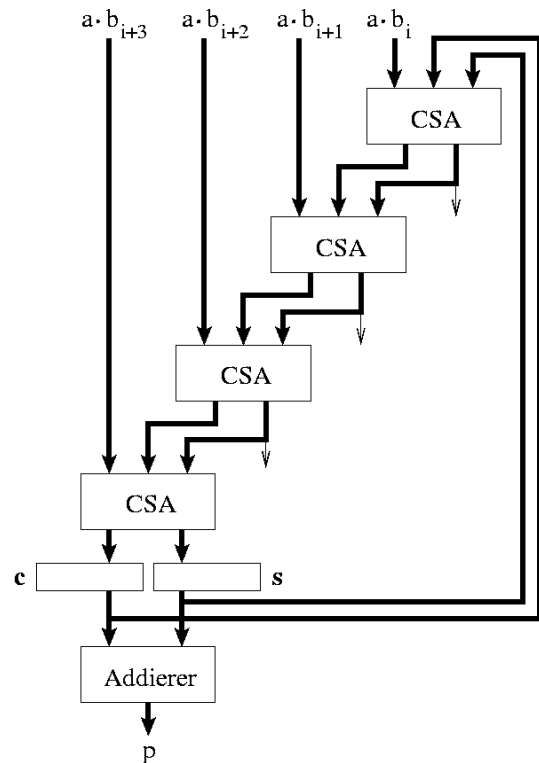 a·b_{i+3} a·b_{i+2} a·b_{i+1} a·b_i
CSA
CSA
CSA
CSA
c s
Addierer
p